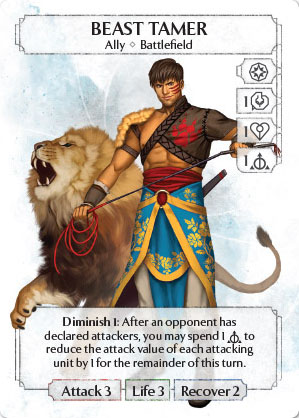 BEAST TAMER
Ally ◇ Battlefield
1
1
1
Diminish 1: After an opponent has
declared attackers, you may spend 1 to
reduce the attack value of each attacking
unit by 1 for the remainder of this turn.
Attack 3 Life 3 Recover 2